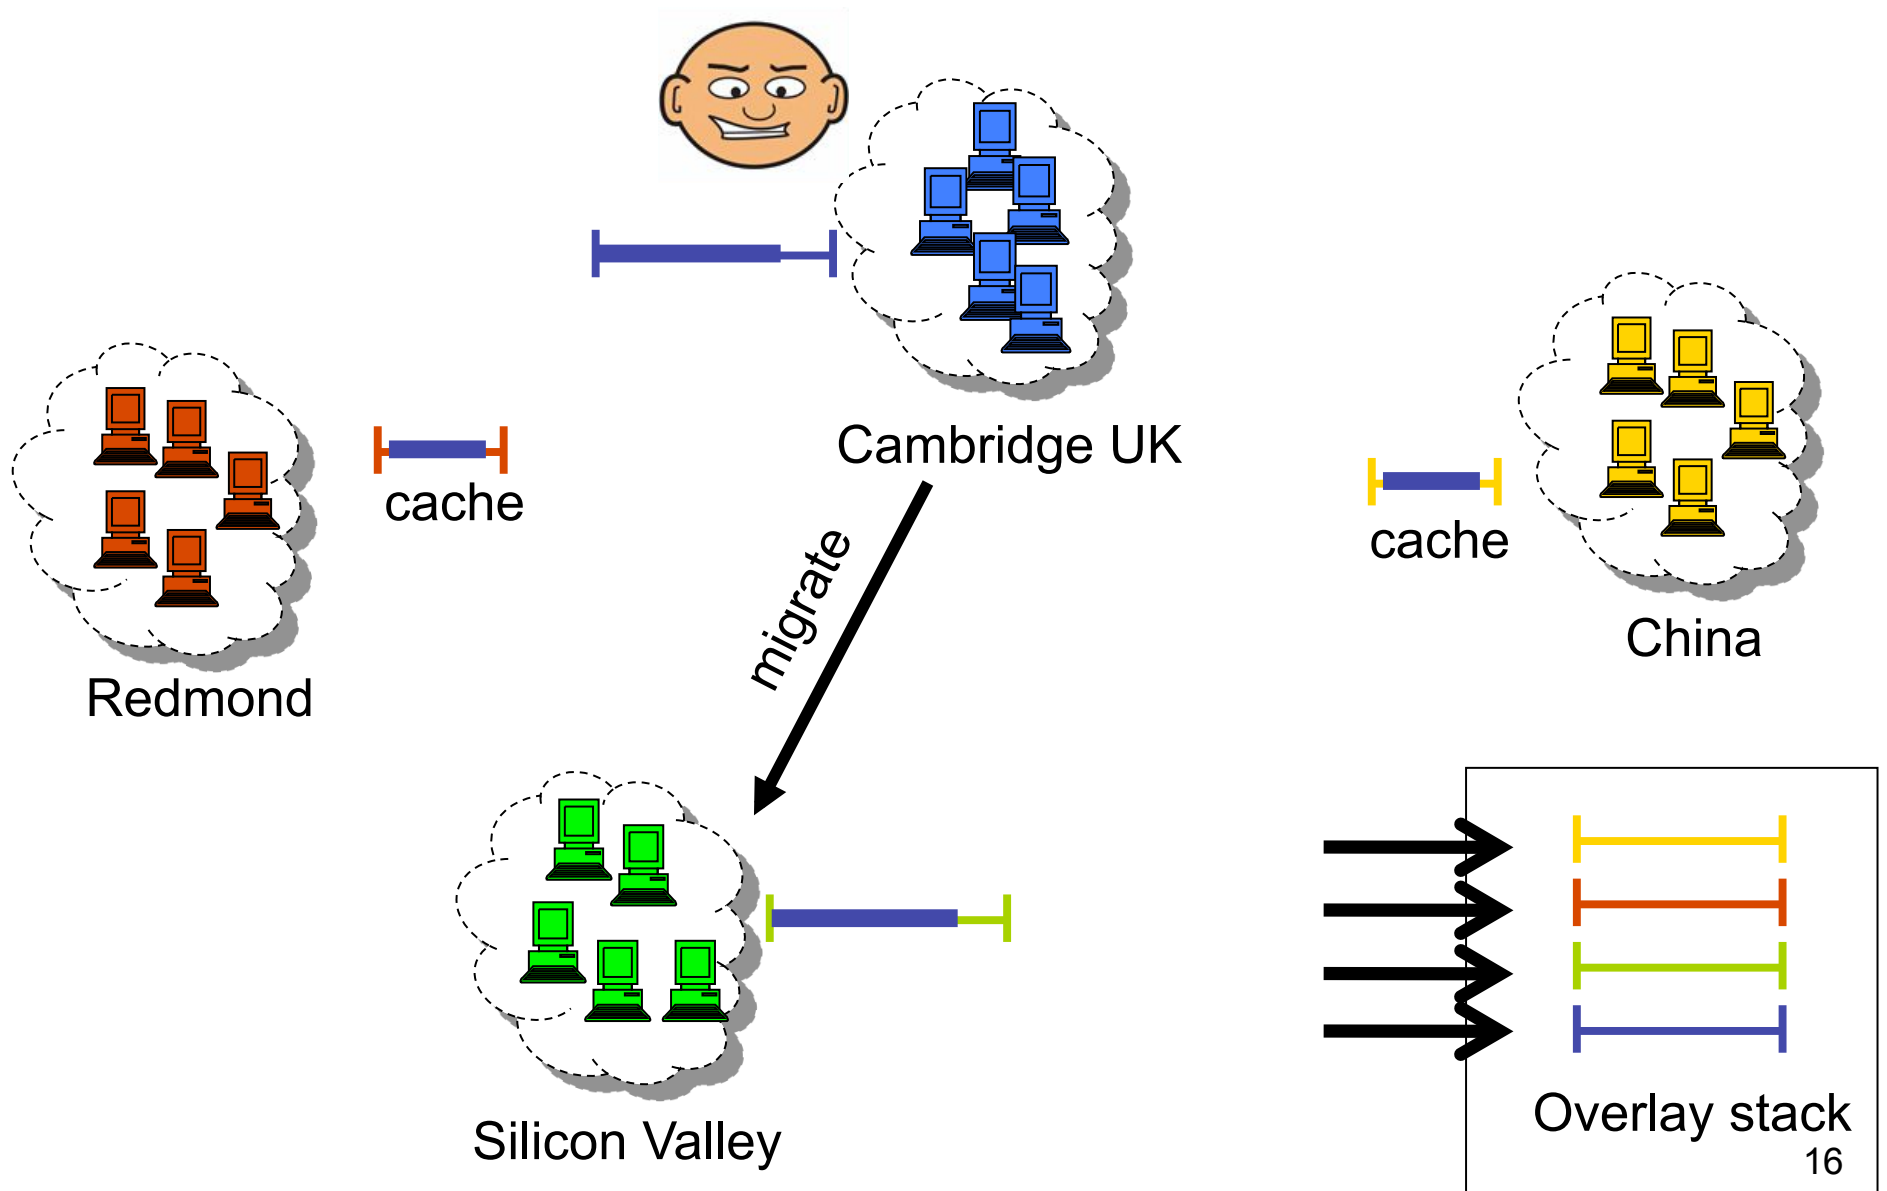 Cambridge UK
cache
cache
migrate
China
Redmond
Overlay stack
Silicon Valley
16